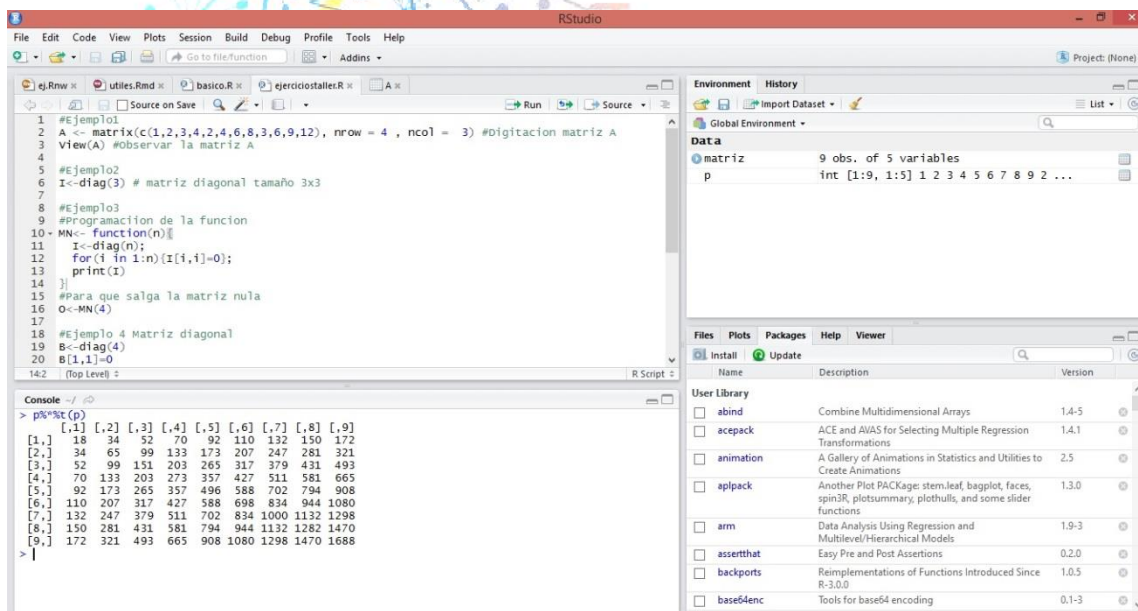 RStudio
File Edit Code View Plots Session Build Debug Profile Tools Help
Go to file/function Addins Project: (None)
ej.Rnw utiles.Rmd basico.R ejerciciostaller.R A
Source on Save Run Source
1 #Ejemplo1
2 A <- matrix(c(1,2,3,4,2,4,6,8,3,6,9,12), nrow = 4 , ncol = 3) #Digitacion matriz A
3 View(A) #Observar la matriz A
4
5 #Ejemplo2
6 I<-diag(3) # matriz diagonal tamaño 3x3
7
8 #Ejemplo3
9 #Programaciion de la funcion
10 MN<- function(n){
11 I<-diag(n);
12 for(i in 1:n){I[i,i]=0};
13 print(I)
14 }
15 #Para que salga la matriz nula
16 O<-MN(4)
17
18 #Ejemplo 4 Matriz diagonal
19 B<-diag(4)
20 B[1,1]=0
14:2 (Top Level) R Script
Console ~/
> p%*%t(p)
[,1] [,2] [,3] [,4] [,5] [,6] [,7] [,8] [,9]
[1,] 18 34 52 70 92 110 132 150 172
[2,] 34 65 99 133 173 207 247 281 321
[3,] 52 99 151 203 265 317 379 431 493
[4,] 70 133 203 273 357 427 511 581 665
[5,] 92 173 265 357 496 588 702 794 908
[6,] 110 207 317 427 588 698 834 944 1080
[7,] 132 247 379 511 702 834 1000 1132 1298
[8,] 150 281 431 581 794 944 1132 1282 1470
[9,] 172 321 493 665 908 1080 1298 1470 1688
>
Environment History
Import Dataset List
Global Environment
Data
matriz 9 obs. of 5 variables
p int [1:9, 1:5] 1 2 3 4 5 6 7 8 9 2 ...
Files Plots Packages Help Viewer
Install Update
Name Description Version
User Library
abind Combine Multidimensional Arrays 1.4-5
acepack ACE and AVAS for Selecting Multiple Regression 1.4.1
Transformations
animation A Gallery of Animations in Statistics and Utilities to 2.5
Create Animations
aplpack Another Plot PACKage: stem.leaf, bagplot, faces, 1.3.0
spin3R, plotsummary, plothulls, and some slider
functions
arm Data Analysis Using Regression and 1.9-3
Multilevel/Hierarchical Models
assertthat Easy Pre and Post Assertions 0.2.0
backports Reimplementations of Functions Introduced Since 1.0.5
R-3.0.0
base64enc Tools for base64 encoding 0.1-3